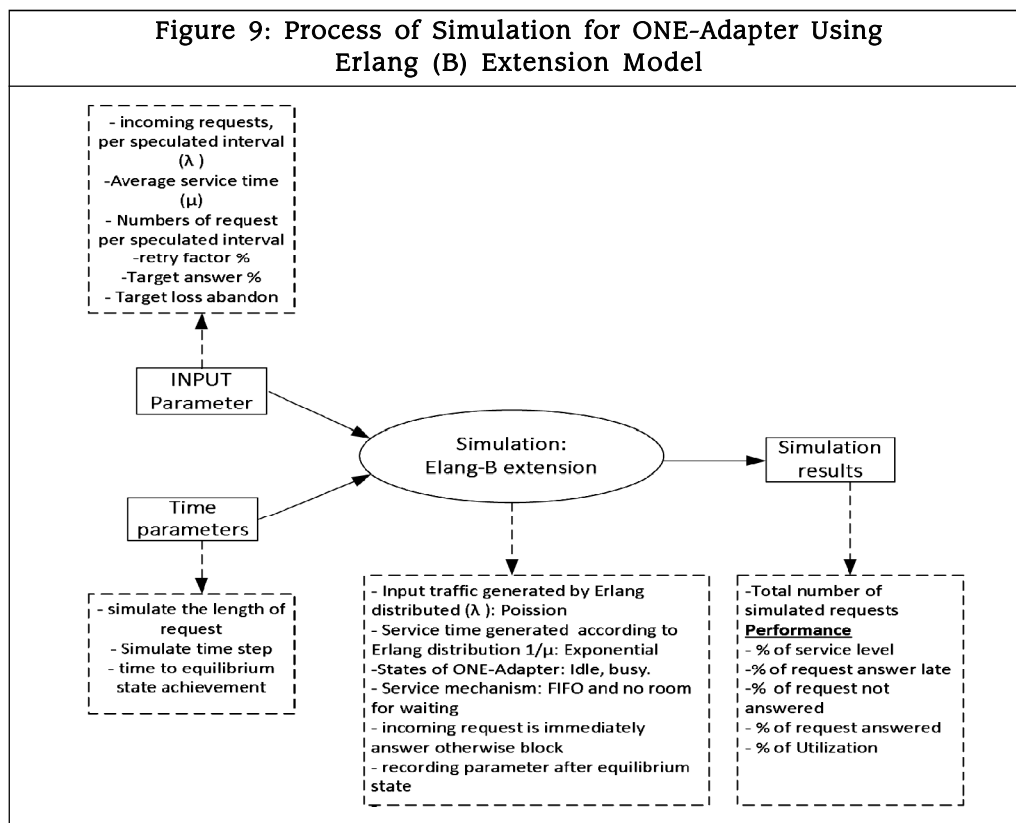 Figure 9: Process of Simulation for ONE-Adapter Using
Erlang (B) Extension Model
- incoming requests,
per speculated interval
(λ )
-Average service time
(μ)
- Numbers of request
per speculated interval
-retry factor %
-Target answer %
- Target loss abandon
INPUT
Parameter
Simulation:
Elang-B extension
Simulation
results
Time
parameters
- simulate the length of
request
- Simulate time step
- time to equilibrium
state achievement
- Input traffic generated by Erlang
distributed (λ ): Poission
- Service time generated according to
Erlang distribution 1/μ: Exponential
-States of ONE-Adapter: Idle, busy.
- Service mechanism: FIFO and no room
for waiting
- incoming request is immediately
answer otherwise block
- recording parameter after equilibrium
state
-Total number of
simulated requests
Performance
- % of service level
-% of request answer late
-% of request not
answered
- % of request answered
- % of Utilization